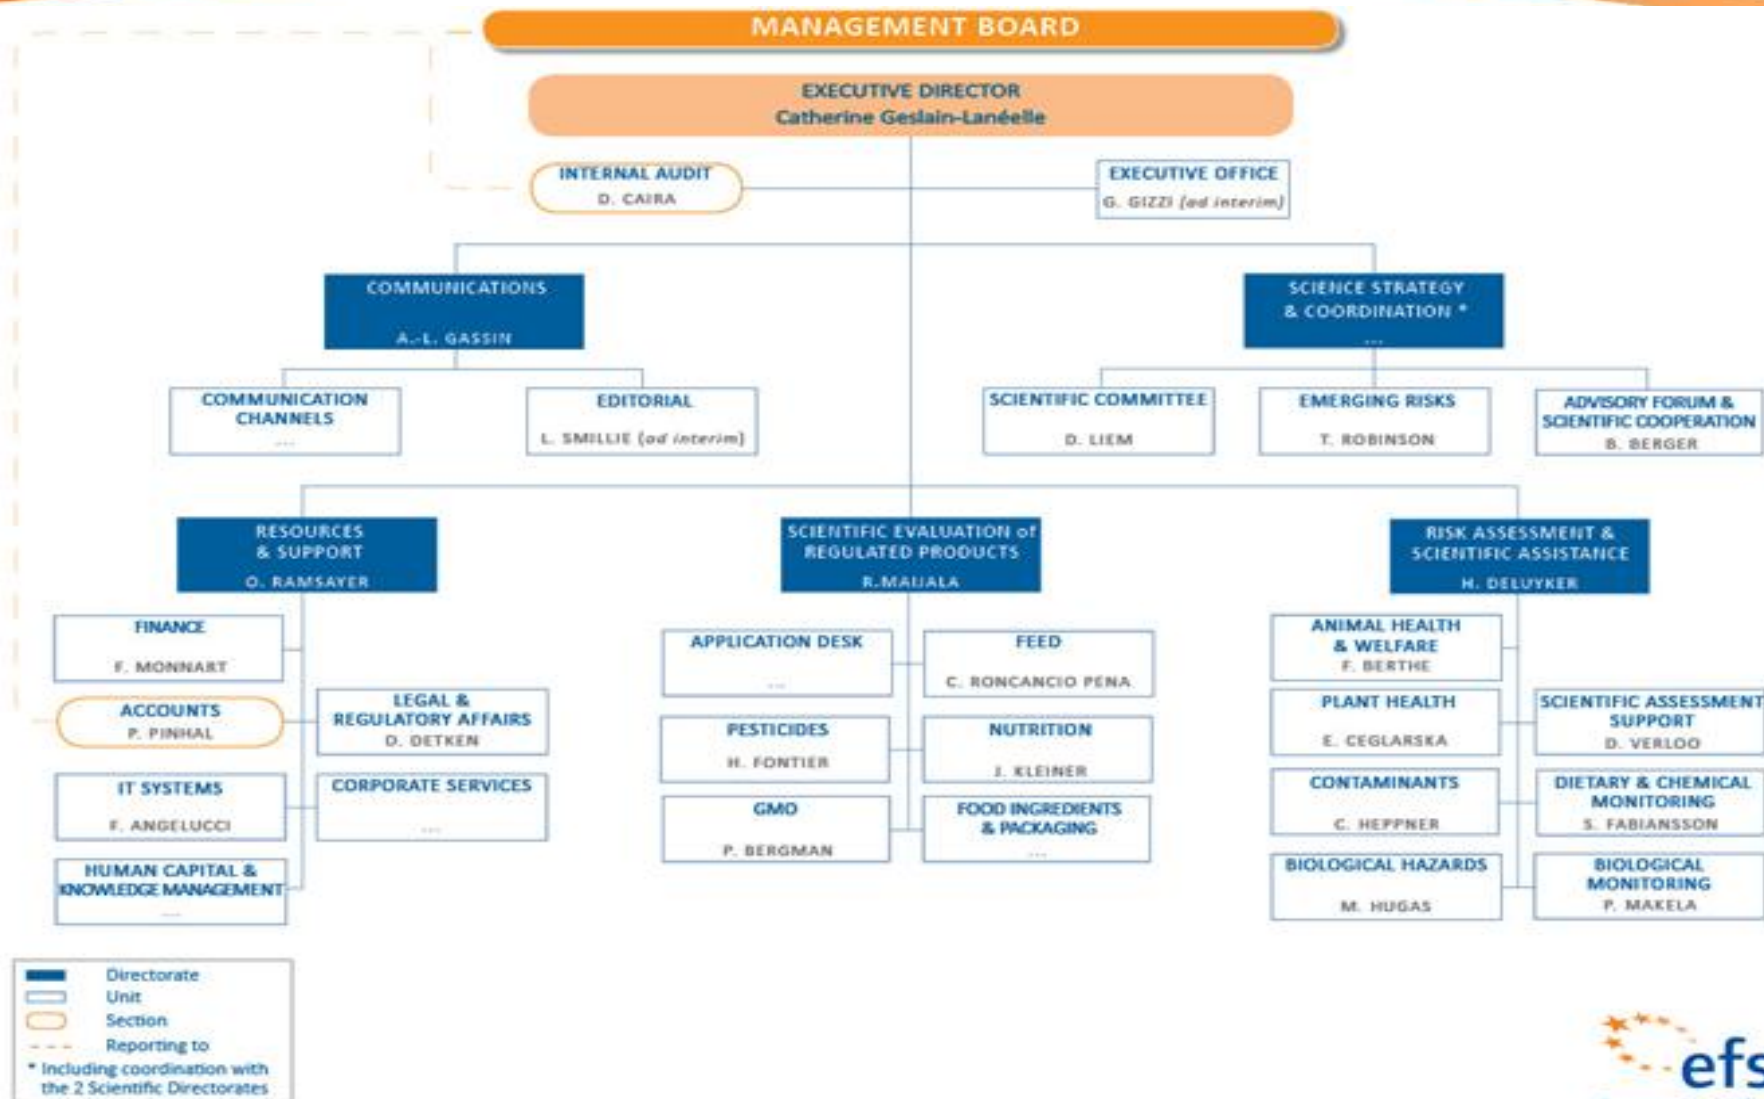 MANAGEMENT BOARD
EXECUTIVE DIRECTOR
Catherine Geslain-Lanéelle
INTERNAL AUDIT
D. CAIRA
EXECUTIVE OFFICE
G. GIZZI (ad interim)
COMMUNICATIONS
A.-L. GASSIN
SCIENCE STRATEGY
& COORDINATION *
...
COMMUNICATION
CHANNELS
...
EDITORIAL
L. SMILLIE (ad interim)
SCIENTIFIC COMMITTEE
D. LIEM
EMERGING RISKS
T. ROBINSON
ADVISORY FORUM &
SCIENTIFIC COOPERATION
B. BERGER
RESOURCES
& SUPPORT
O. RAMSAYER
SCIENTIFIC EVALUATION of
REGULATED PRODUCTS
R.MAIJALA
RISK ASSESSMENT &
SCIENTIFIC ASSISTANCE
H. DELUYKER
FINANCE
F. MONNART
ACCOUNTS
P. PINHAL
LEGAL &
REGULATORY AFFAIRS
D. DETKEN
IT SYSTEMS
F. ANGELUCCI
CORPORATE SERVICES
...
HUMAN CAPITAL &
KNOWLEDGE MANAGEMENT
...
APPLICATION DESK
...
FEED
C. RONCANCIO PENA
PESTICIDES
H. FONTIER
NUTRITION
J. KLEINER
GMO
P. BERGMAN
FOOD INGREDIENTS
& PACKAGING
...
ANIMAL HEALTH
& WELFARE
F. BERTHE
PLANT HEALTH
E. CEGLARSKA
SCIENTIFIC ASSESSMENT
SUPPORT
D. VERLOO
CONTAMINANTS
C. HEPPNER
DIETARY & CHEMICAL
MONITORING
S. FABIANSSON
BIOLOGICAL HAZARDS
M. HUGAS
BIOLOGICAL
MONITORING
P. MAKELA
Directorate
Unit
Section
Reporting to
* Including coordination with
the 2 Scientific Directorates
efs